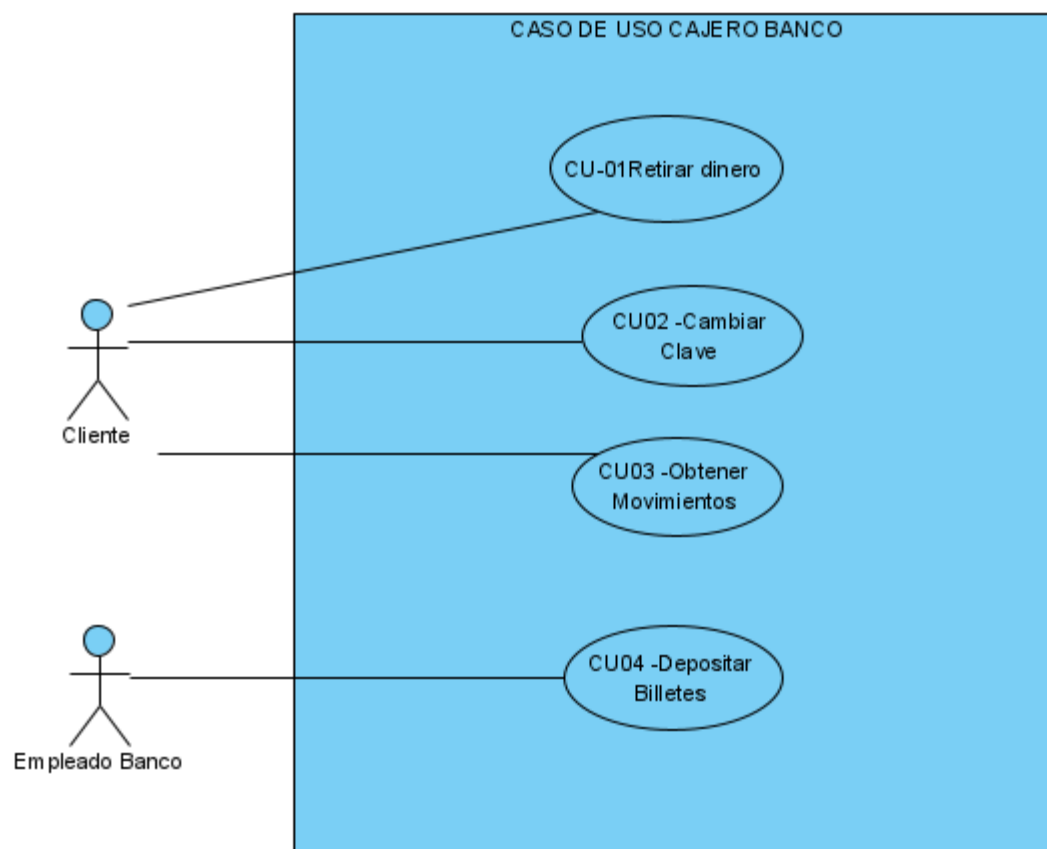 CASO DE USO CAJERO BANCO
CU-01Retirar dinero
CU02 -Cambiar
Clave
Cliente
CU03 -Obtener
Movimientos
CU04 -Depositar
Billetes
Empleado Banco